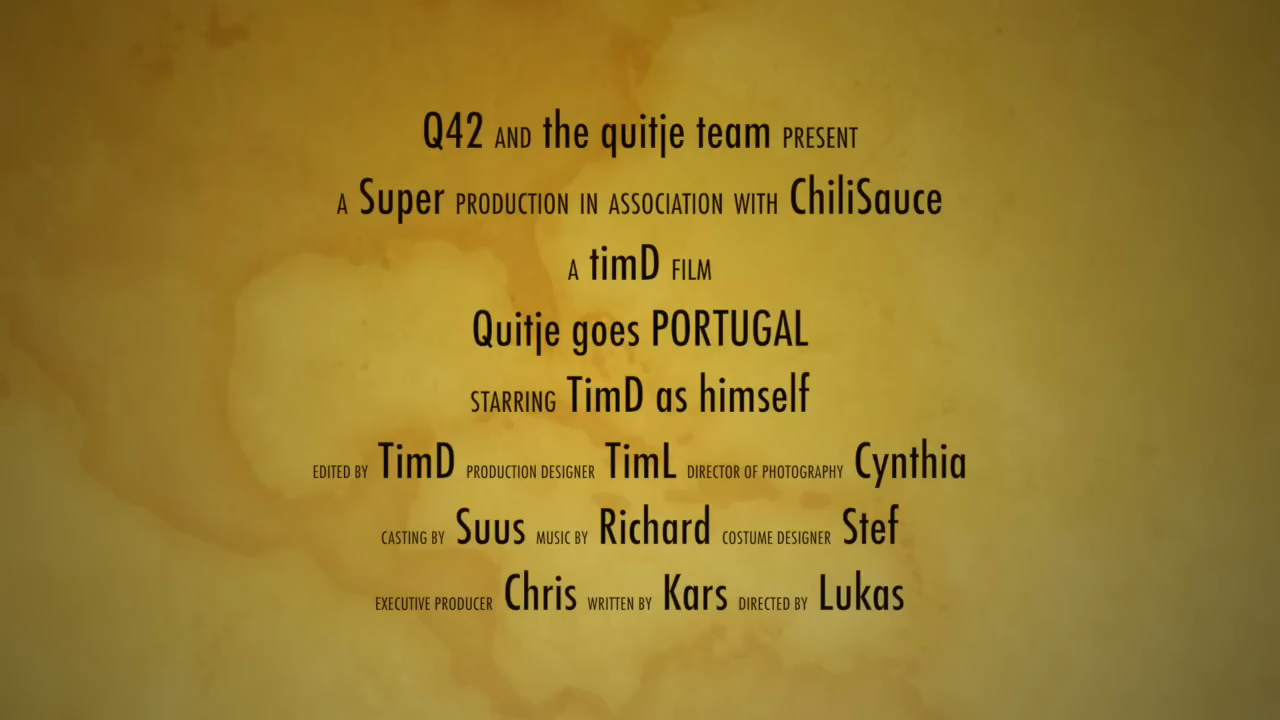 Q42 AND the quitje team PRESENT
A Super PRODUCTION IN ASSOCIATION WITH ChiliSauce
A timD FILM
Quitje goes PORTUGAL
STARRING TimD as himself
EDITED BY TimD PRODUCTION DESIGNER TimL DIRECTOR OF PHOTOGRAPHY Cynthia
CASTING BY Suus MUSIC BY Richard COSTUME DESIGNER Stef
EXECUTIVE PRODUCER Chris WRITTEN BY Kars DIRECTED BY Lukas